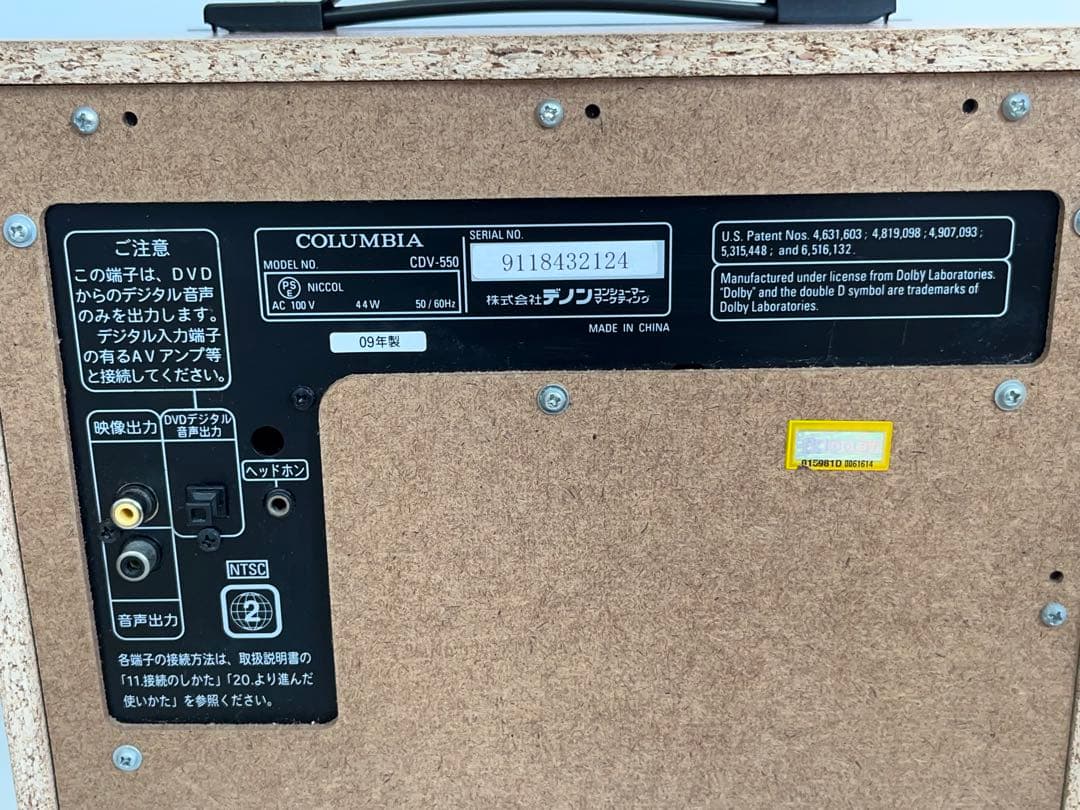 ご注意
この端子は、DVD
からのデジタル音声
のみを出力します。
デジタル入力端子
の有るAVアンプ等
と接続してください。
COLUMBIA
MODEL NO. CDV-550
PS
E
NICCOL
AC 100 V 44 W 50 / 60Hz
SERIAL NO.
9118432124
株式会社デノン コンシューマー
マーケティング
MADE IN CHINA
09年製
U.S. Patent Nos. 4,631,603 ; 4,819,098 ; 4,907,093 ;
5,315,448 ; and 6,516,132 .
Manufactured under license from Dolby Laboratories.
"Dolby" and the double D symbol are trademarks of
Dolby Laboratories.
映像出力
DVDデジタル
音声出力
ヘッドホン
音声出力
NTSC
2
各端子の接続方法は、取扱説明書の
「11.接続のしかた」「20.より進んだ
使いかた」を参照ください。
615981D 0061614